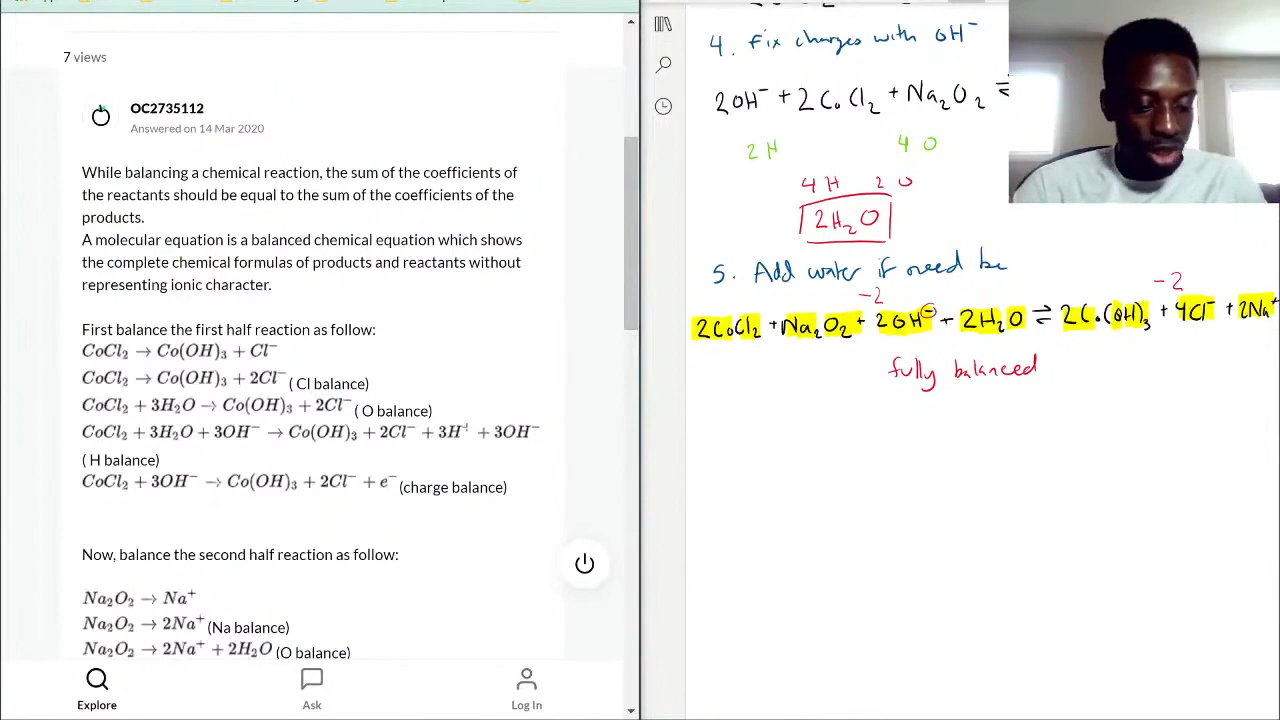 7 views
OC2735112
Answered on 14 Mar 2020
While balancing a chemical reaction, the sum of the coefficients of
the reactants should be equal to the sum of the coefficients of the
products.
A molecular equation is a balanced chemical equation which shows
the complete chemical formulas of products and reactants without
representing ionic character.
First balance the first half reaction as follow:
CoCl₂ → Co(OH)₃ + Cl⁻
CoCl₂ → Co(OH)₃ + 2Cl⁻ ( Cl balance)
CoCl₂ + 3H₂O → Co(OH)₃ + 2Cl⁻ ( O balance)
CoCl₂ + 3H₂O + 3OH⁻ → Co(OH)₃ + 2Cl⁻ + 3H⁺ + 3OH⁻
( H balance)
CoCl₂ + 3OH⁻ → Co(OH)₃ + 2Cl⁻ + e⁻ (charge balance)
Now, balance the second half reaction as follow:
Na₂O₂ → Na⁺
Na₂O₂ → 2Na⁺ (Na balance)
Na₂O₂ → 2Na⁺ + 2H₂O (O balance)
Explore
Ask
Log In
4. Fix charges with OH⁻
2OH⁻ + 2CoCl₂ + Na₂O₂ ⇌
2H 4 O
4H 2 O
2H₂O
5. Add water if need be
-2 -2
2CoCl₂ + Na₂O₂ + 2OH⁻ + 2H₂O ⇌ 2Co(OH)₃ + 4Cl⁻ + 2Na⁺
fully balanced